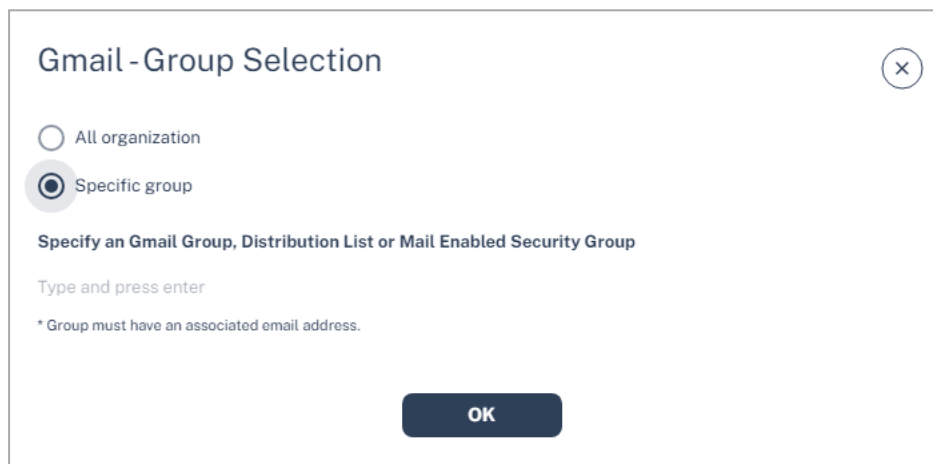 Gmail - Group Selection
All organization
Specific group
Specify an Gmail Group, Distribution List or Mail Enabled Security Group
Type and press enter
* Group must have an associated email address.
OK